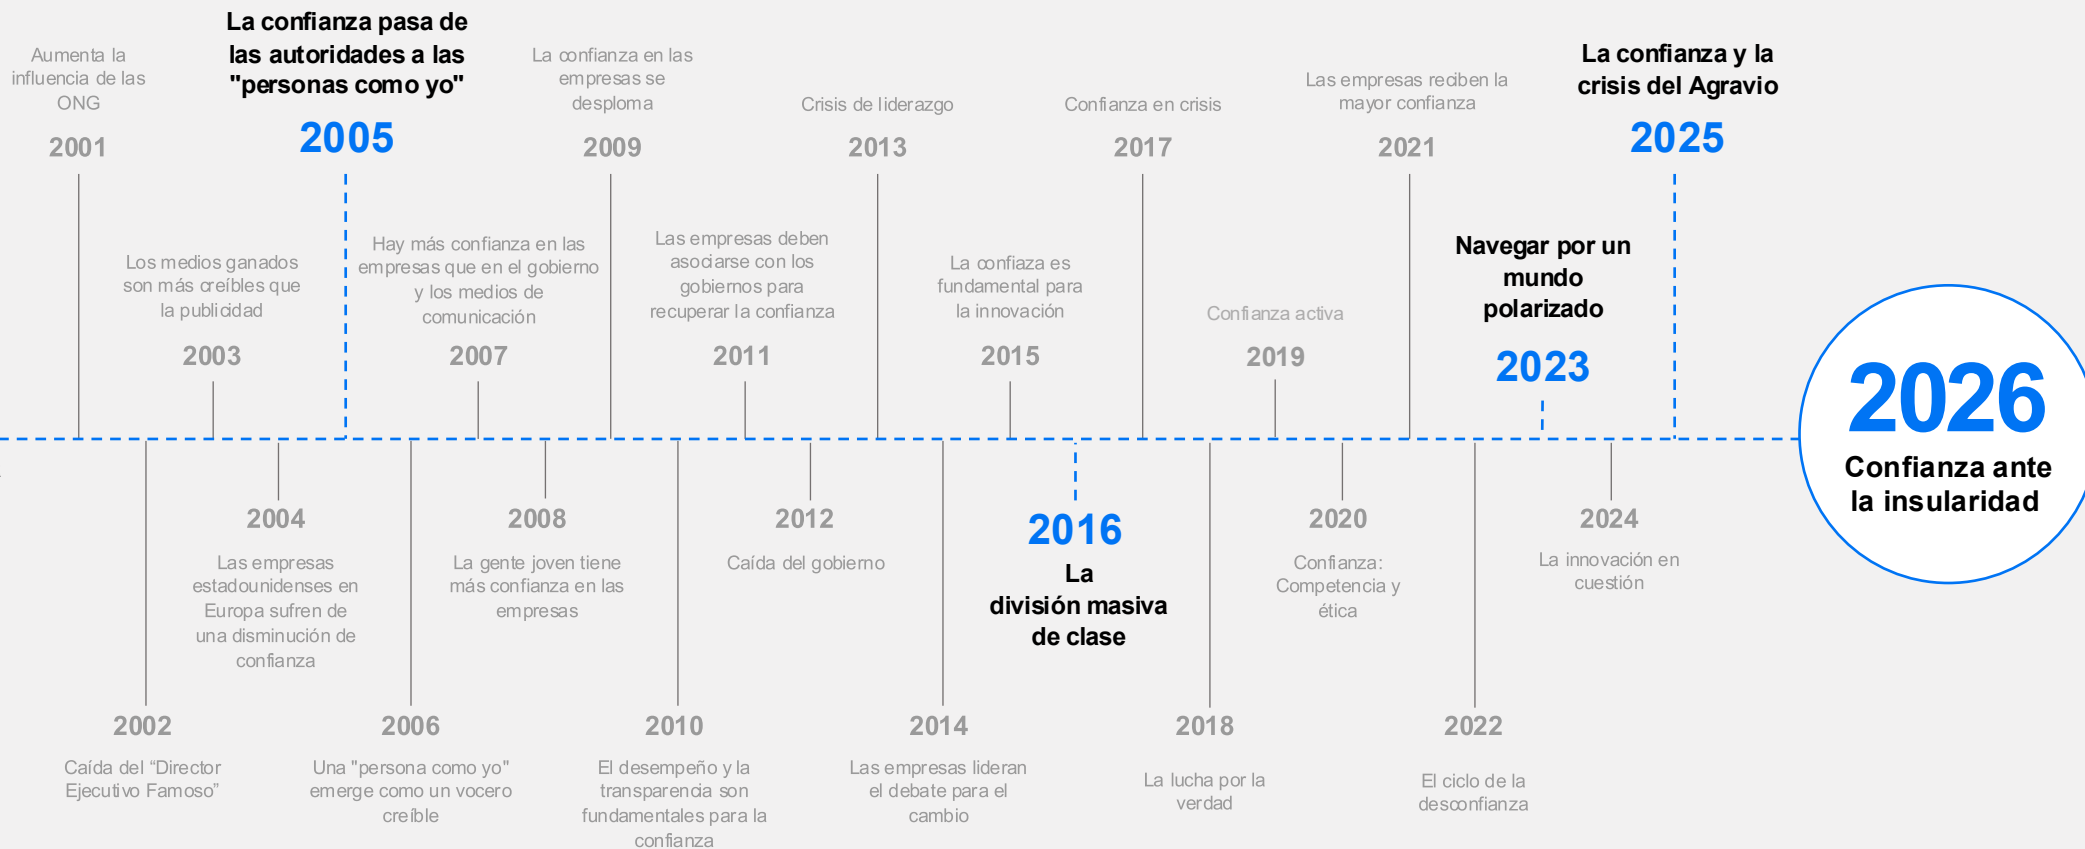 Aumenta la
influencia de las
ONG
2001
Caída del “Director
Ejecutivo Famoso”
2002
Los medios ganados
son más creíbles que
la publicidad
2003
2004
Las empresas
estadounidenses en
Europa sufren de
una disminución de
confianza
La confianza pasa de
las autoridades a las
"personas como yo"
2005
2006
Una "persona como yo"
emerge como un vocero
creíble
Hay más confianza en las
empresas que en el gobierno
y los medios de
comunicación
2007
2008
La gente joven tiene
más confianza en las
empresas
La confianza en las
empresas se
desploma
2009
2010
El desempeño y la
transparencia son
fundamentales para la
confianza
Las empresas deben
asociarse con los
gobiernos para
recuperar la confianza
2011
2012
Caída del gobierno
Crisis de liderazgo
2013
2014
Las empresas lideran
el debate para el
cambio
La confiaza es
fundamental para
la innovación
2015
2016
La
división masiva
de clase
Confianza en crisis
2017
2018
La lucha por la
verdad
Confianza activa
2019
2020
Confianza:
Competencia y
ética
Las empresas reciben la
mayor confianza
2021
2022
El ciclo de la
desconfianza
Navegar por un
mundo
polarizado
2023
2024
La innovación en
cuestión
La confianza y la
crisis del Agravio
2025
2026
Confianza ante
la insularidad